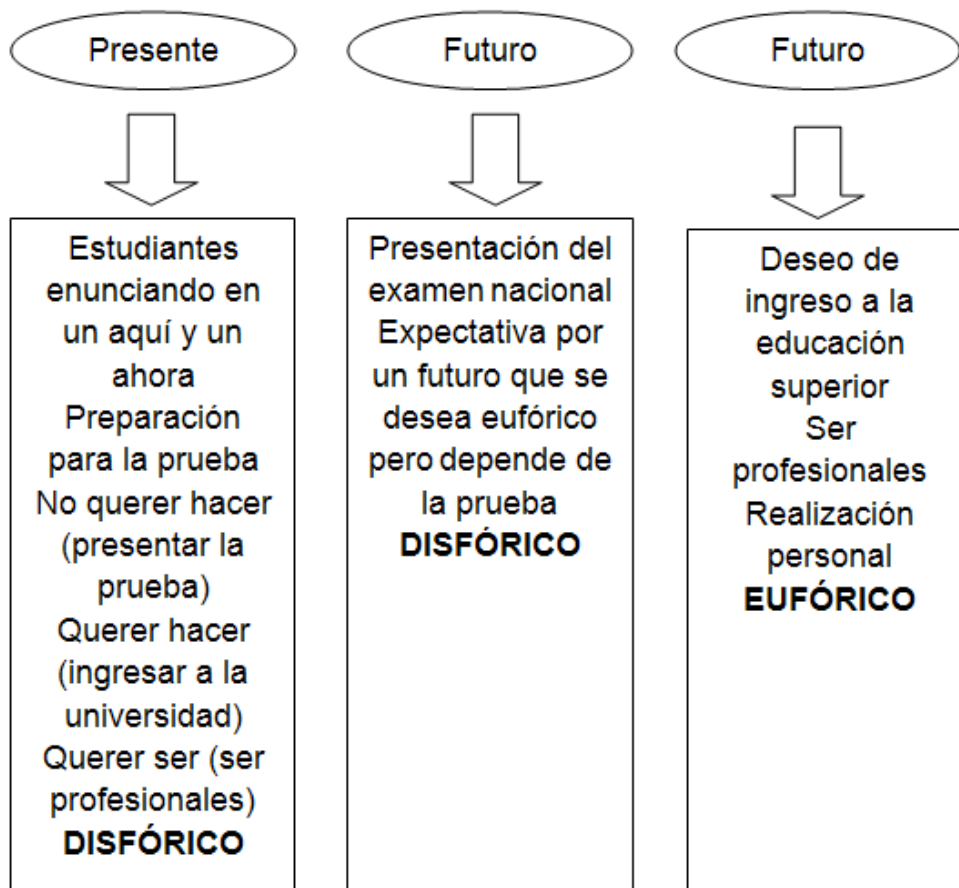 Presente
Estudiantes
enunciando en
un aquí y un
ahora
Preparación
para la prueba
No querer hacer
(presentar la
prueba)
Querer hacer
(ingresar a la
universidad)
Querer ser (ser
profesionales)
DISFÓRICO
Futuro
Presentación del
examen nacional
Expectativa por
un futuro que se
desea eufórico
pero depende de
la prueba
DISFÓRICO
Futuro
Deseo de
ingreso a la
educación
superior
Ser
profesionales
Realización
personal
EUFÓRICO